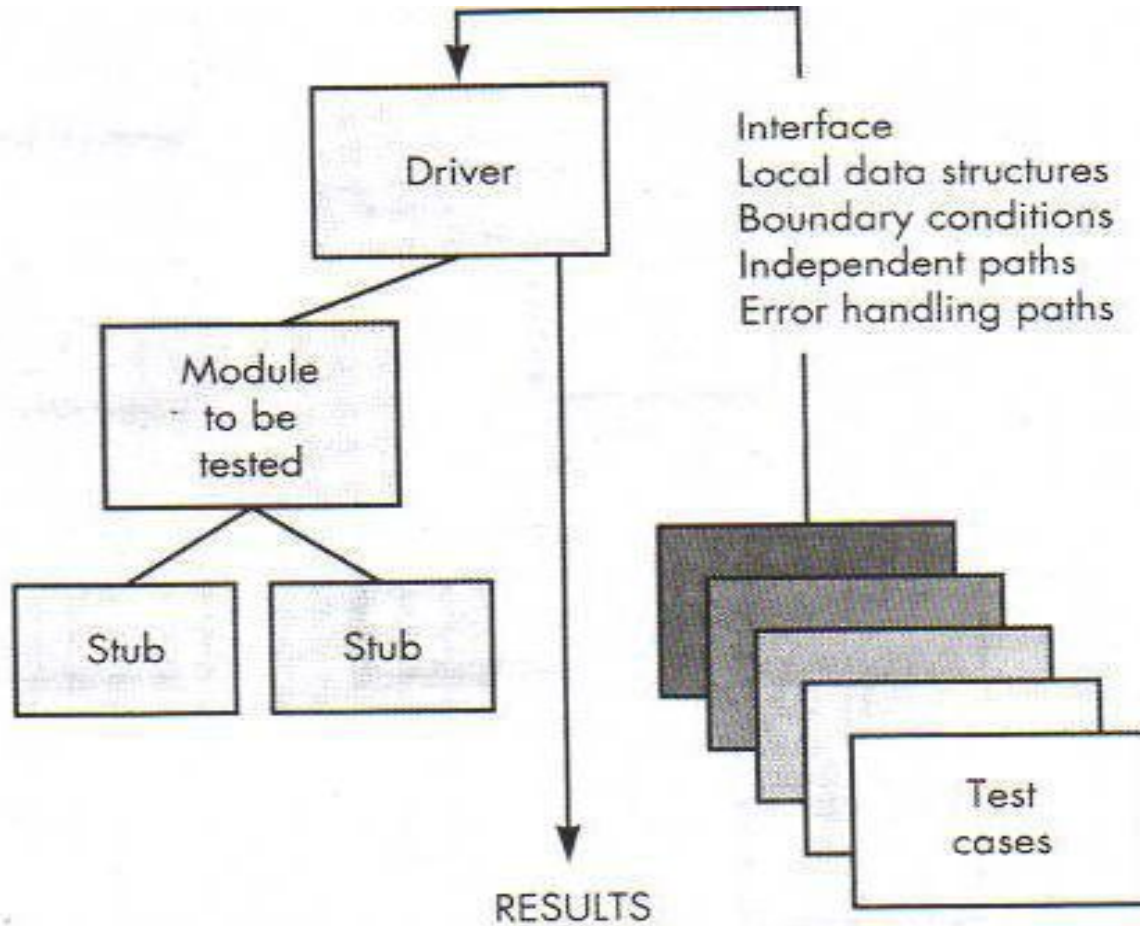 Driver
Interface
Local data structures
Boundary conditions
Independent paths
Error handling paths
Module
to be
tested
Stub
Stub
Test
cases
RESULTS